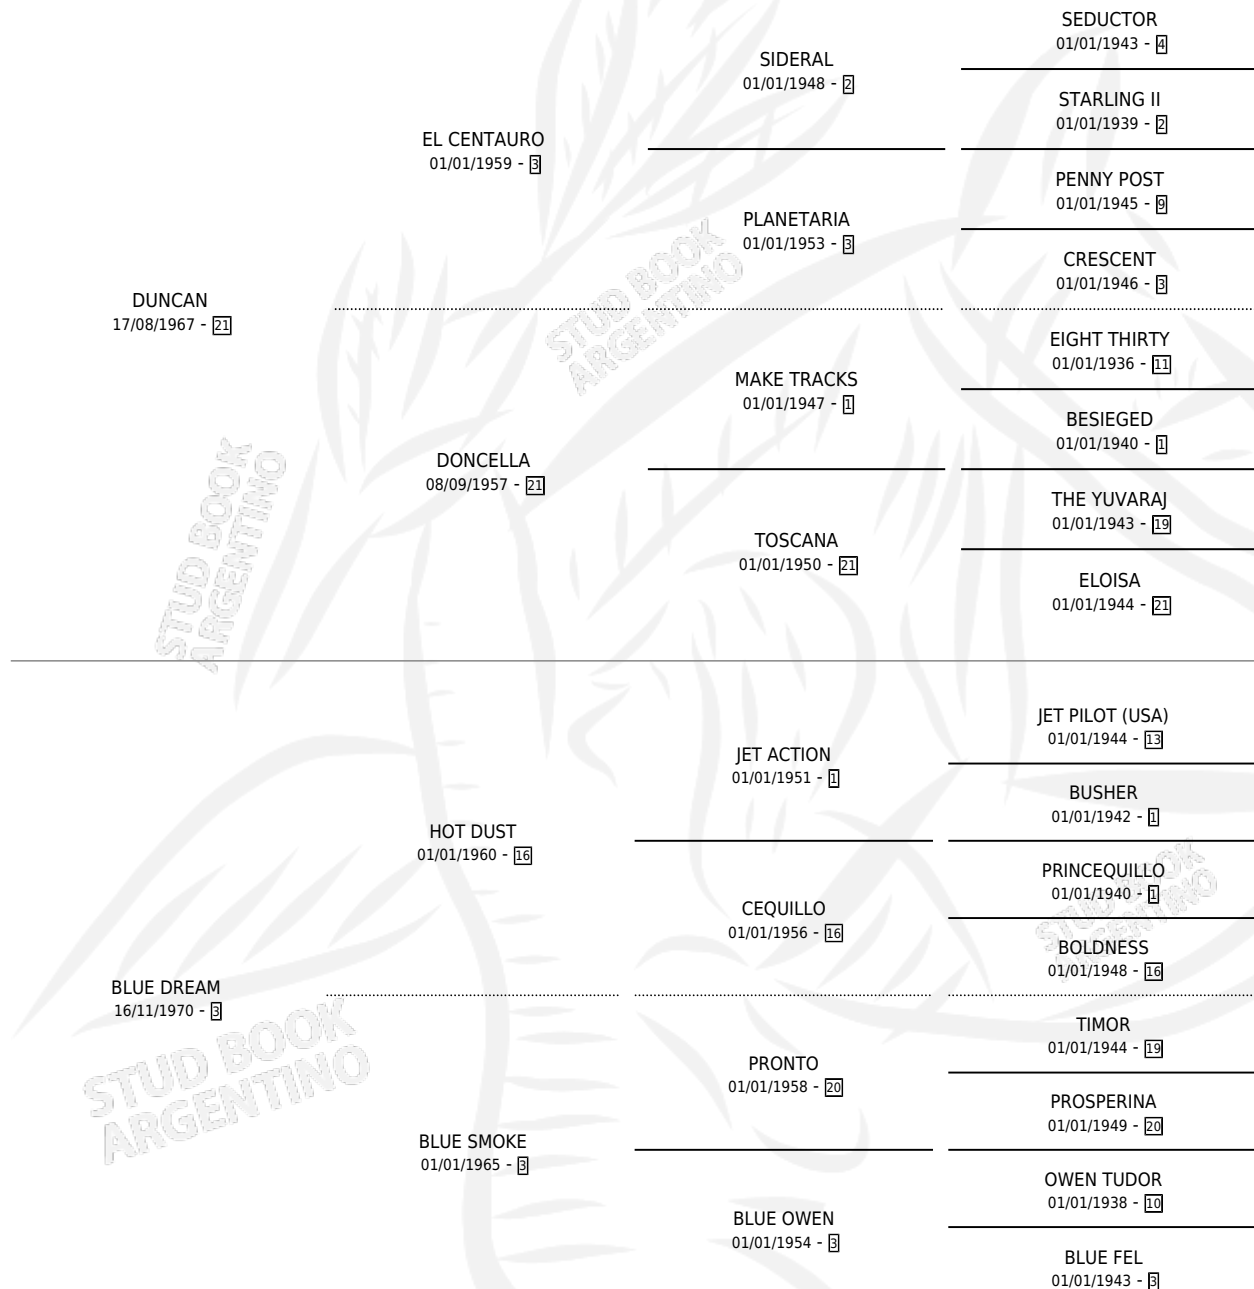 SEDUCTOR
01/01/1943 - 4
SIDERAL
01/01/1948 - 2
STARLING II
01/01/1939 - 2
EL CENTAURO
01/01/1959 - 3
PENNY POST
01/01/1945 - 9
PLANETARIA
01/01/1953 - 3
CRESCENT
01/01/1946 - 3
DUNCAN
17/08/1967 - 21
EIGHT THIRTY
01/01/1936 - 11
MAKE TRACKS
01/01/1947 - 1
BESIEGED
01/01/1940 - 1
DONCELLA
08/09/1957 - 21
THE YUVARAJ
01/01/1943 - 19
TOSCANA
01/01/1950 - 21
ELOISA
01/01/1944 - 21
JET PILOT (USA)
01/01/1944 - 13
JET ACTION
01/01/1951 - 1
BUSHER
01/01/1942 - 1
HOT DUST
01/01/1960 - 16
PRINCEQUILLO
01/01/1940 - 1
CEQUILLO
01/01/1956 - 16
BOLDNESS
01/01/1948 - 16
BLUE DREAM
16/11/1970 - 3
TIMOR
01/01/1944 - 19
PRONTO
01/01/1958 - 20
PROSPERINA
01/01/1949 - 20
BLUE SMOKE
01/01/1965 - 3
OWEN TUDOR
01/01/1938 - 10
BLUE OWEN
01/01/1954 - 3
BLUE FEL
01/01/1943 - 3
STUD BOOK
ARGENTINO
STUD BOOK
ARGENTINO
STUD BOOK
ARGENTINO
STUD BOOK
ARGENTINO